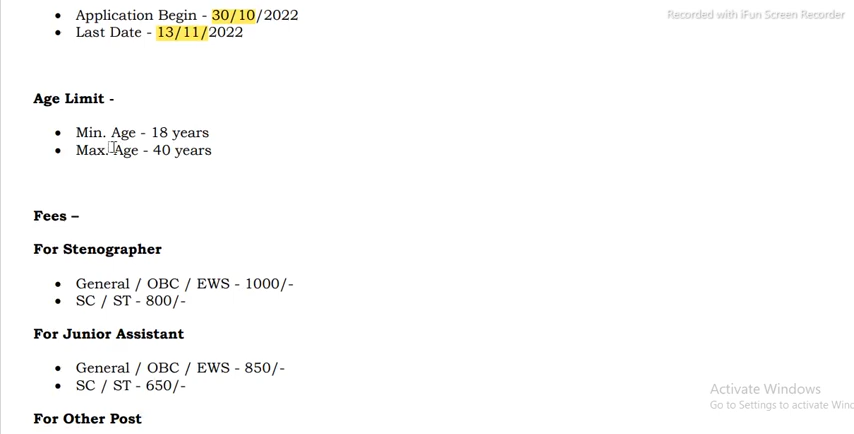 Application Begin - 30/10/2022
Recorded with iFun Screen Recorder
Last Date - 13/11/2022
Age Limit -
Min. Age - 18 years
Max. Age - 40 years
Fees –
For Stenographer
General / OBC / EWS - 1000/-
SC / ST - 800/-
For Junior Assistant
General / OBC / EWS - 850/-
SC / ST - 650/-
Activate Windows
Go to Settings to activate Winc
For Other Post